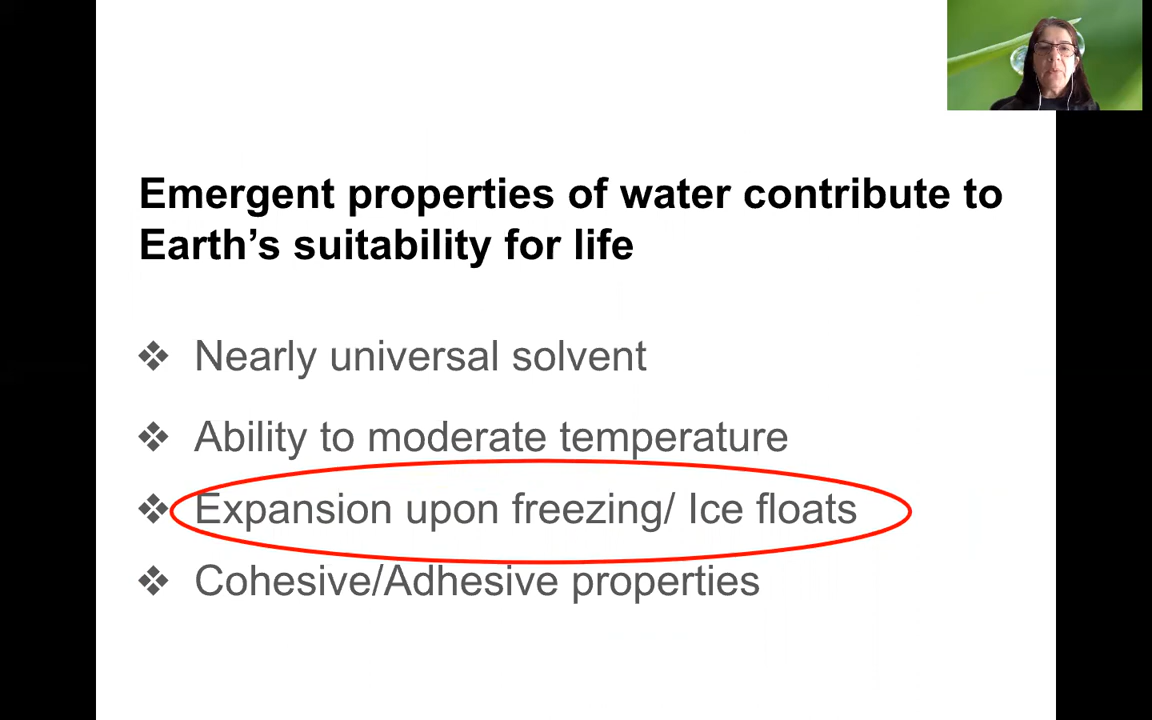 Emergent properties of water contribute to
Earth's suitability for life
❖ Nearly universal solvent
❖ Ability to moderate temperature
❖ Expansion upon freezing/ Ice floats
❖ Cohesive/Adhesive properties